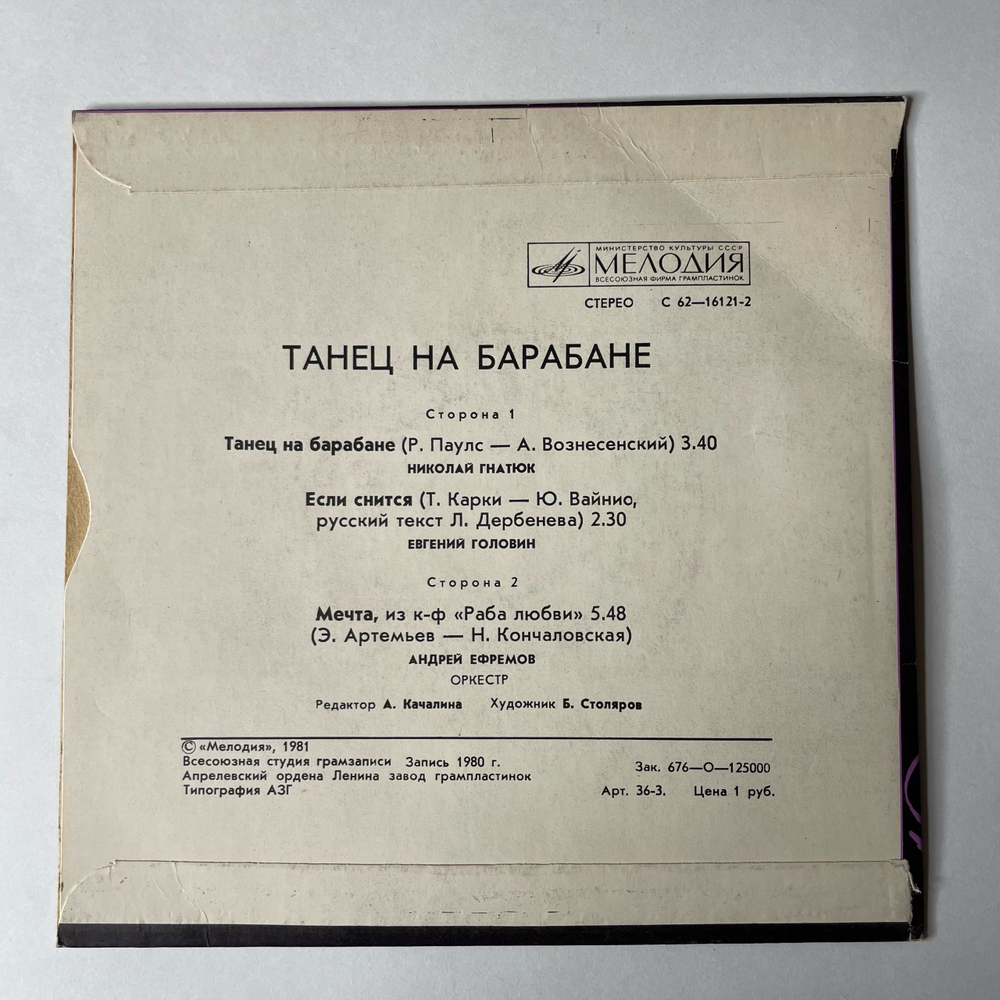 МИНИСТЕРСТВО КУЛЬТУРЫ СССР
МЕЛОДИЯ
ВСЕСОЮЗНАЯ ФИРМА ГРАМПЛАСТИНОК
СТЕРЕО С 62—16121-2
ТАНЕЦ НА БАРАБАНЕ
Сторона 1
Танец на барабане (Р. Паулс — А. Вознесенский) 3.40
НИКОЛАЙ ГНАТЮК
Если снится (Т. Карки — Ю. Вайнио,
русский текст Л. Дербенева) 2.30
ЕВГЕНИЙ ГОЛОВИН
Сторона 2
Мечта, из к-ф «Раба любви» 5.48
(Э. Артемьев — Н. Кончаловская)
АНДРЕЙ ЕФРЕМОВ
ОРКЕСТР
Редактор А. Качалина Художник Б. Столяров
© «Мелодия», 1981
Всесоюзная студия грамзаписи Запись 1980 г.
Апрелевский ордена Ленина завод грампластинок
Типография АЗГ
Зак. 676—О—125000
Арт. 36-3. Цена 1 руб.